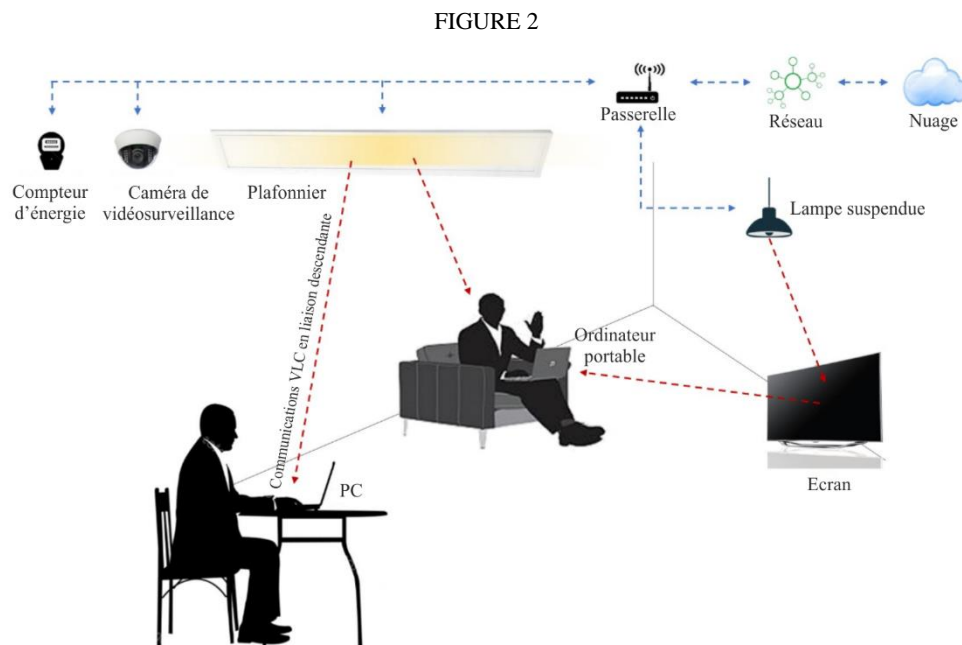 FIGURE 2
Passerelle
Réseau
Nuage
Compteur
d’énergie
Caméra de
vidéosurveillance
Plafonnier
Lampe suspendue
Communications VLC en liaison descendante
Ordinateur
portable
PC
Ecran